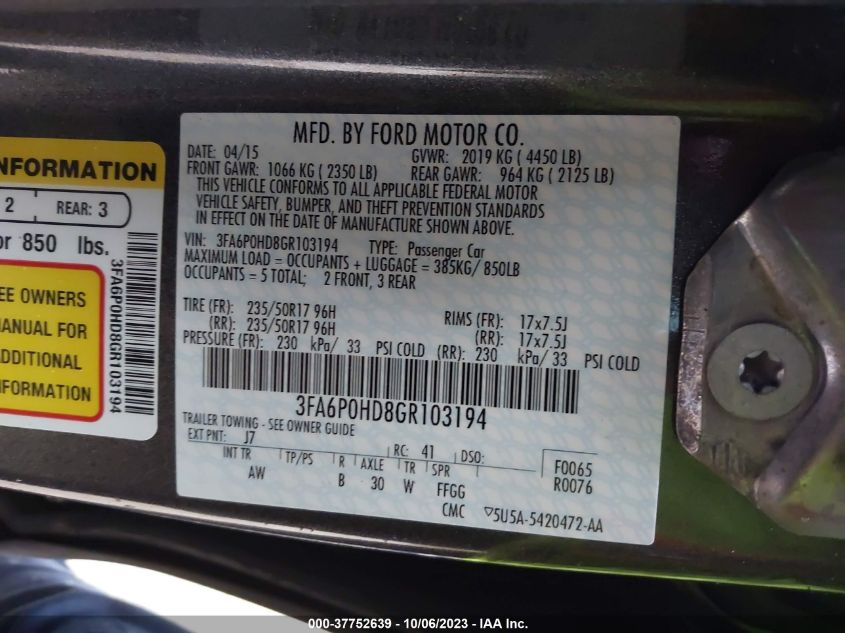 MFD. BY FORD MOTOR CO.
DATE: 04/15 GVWR: 2019 KG ( 4450 LB)
FRONT GAWR: 1066 KG ( 2350 LB) REAR GAWR: 964 KG ( 2125 LB)
THIS VEHICLE CONFORMS TO ALL APPLICABLE FEDERAL MOTOR
VEHICLE SAFETY, BUMPER, AND THEFT PREVENTION STANDARDS
IN EFFECT ON THE DATE OF MANUFACTURE SHOWN ABOVE.
VIN: 3FA6P0HD8GR103194 TYPE: Passenger Car
MAXIMUM LOAD = OCCUPANTS + LUGGAGE = 385KG/ 850LB
OCCUPANTS = 5 TOTAL; 2 FRONT, 3 REAR
TIRE (FR): 235/50R17 96H RIMS (FR): 17x7.5J
(RR): 235/50R17 96H (RR): 17x7.5J
PRESSURE (FR): 230 kPa/ 33 PSI COLD (RR): 230 kPa/ 33 PSI COLD
3FA6P0HD8GR103194
TRAILER TOWING - SEE OWNER GUIDE
EXT PNT: J7 RC: 41 DSO:
INT TR TP/PS R AXLE TR SPR F0065
AW B 30 W FFGG R0076
CMC ▽5U5A-5420472-AA
NFORMATION
2 REAR: 3
or 850 lbs.
EE OWNERS
MANUAL FOR
ADDITIONAL
NFORMATION
3FA6P0HD8GR103194
000-37752639 - 10/06/2023 - IAA Inc.